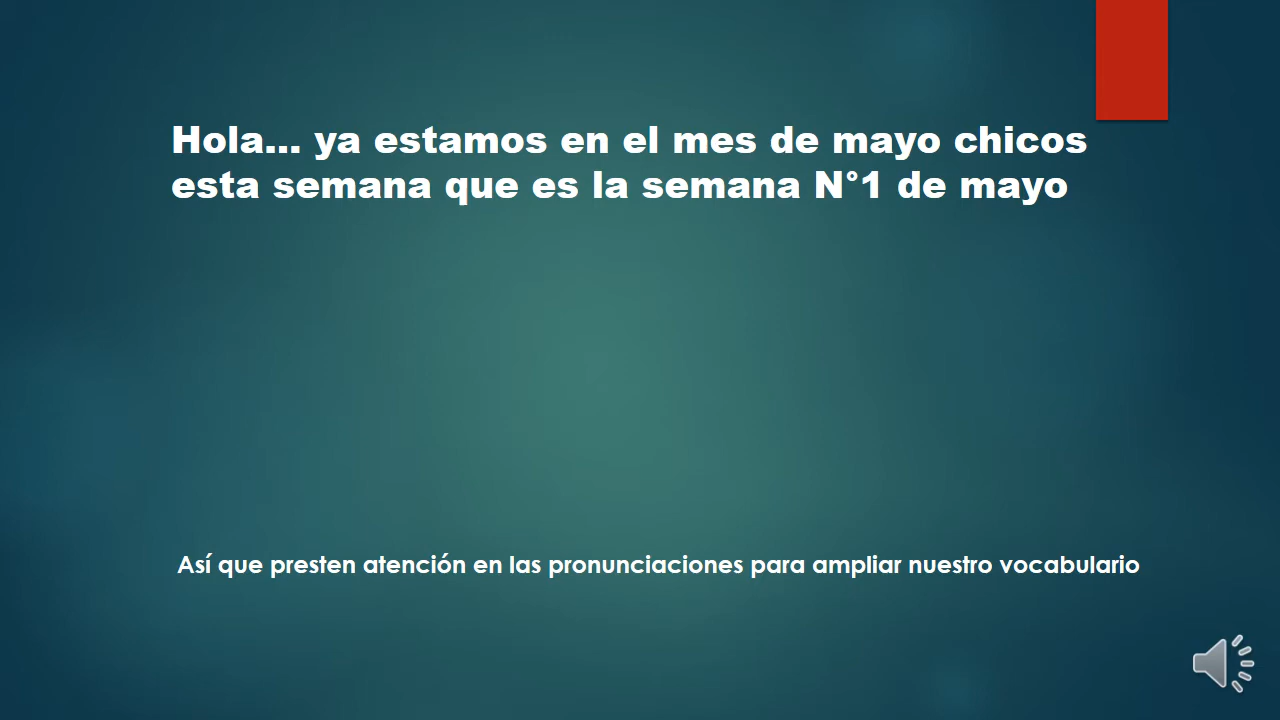 Hola... ya estamos en el mes de mayo chicos
esta semana que es la semana N°1 de mayo
Así que presten atención en las pronunciaciones para ampliar nuestro vocabulario